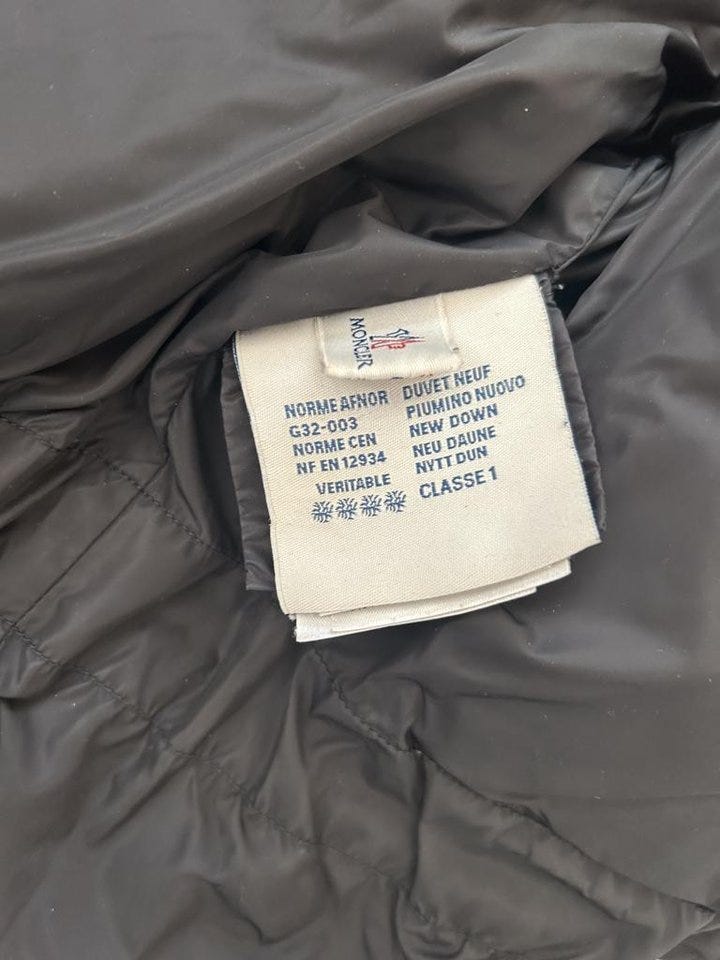 MONCLER
NORME AFNOR
G32-003
NORME CEN
NF EN 12934
VERITABLE
DUVET NEUF
PIUMINO NUOVO
NEW DOWN
NEU DAUNE
NYTT DUN
CLASSE 1